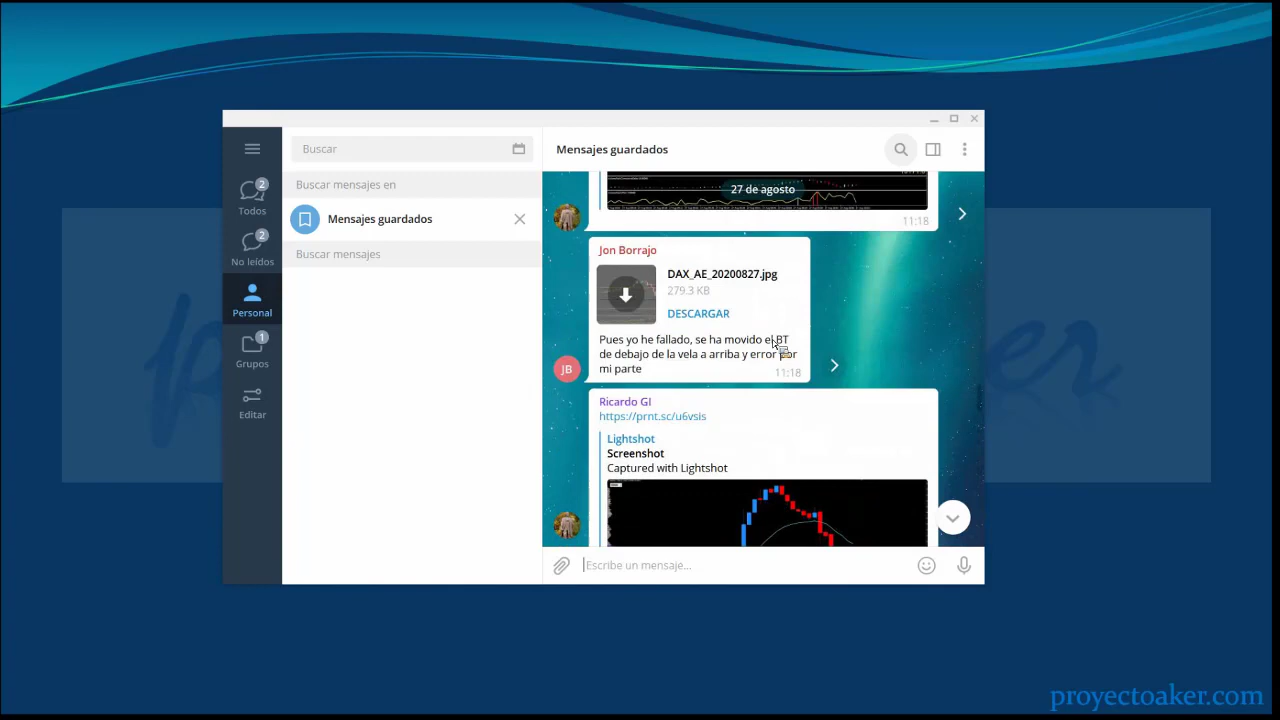 Buscar
Mensajes guardados
Buscar mensajes en
27 de agosto
2
Todos
Mensajes guardados
11:18
2
No leídos
Buscar mensajes
Jon Borrajo
DAX_AE_20200827.jpg
279.3 KB
DESCARGAR
Personal
Pues yo he fallado, se ha movido el BT
de debajo de la vela a arriba y error por
mi parte
11:18
JB
1
Grupos
Editar
Ricardo GI
https://prnt.sc/u6vsis
Lightshot
Screenshot
Captured with Lightshot
Escribe un mensaje...
proyectoaker.com